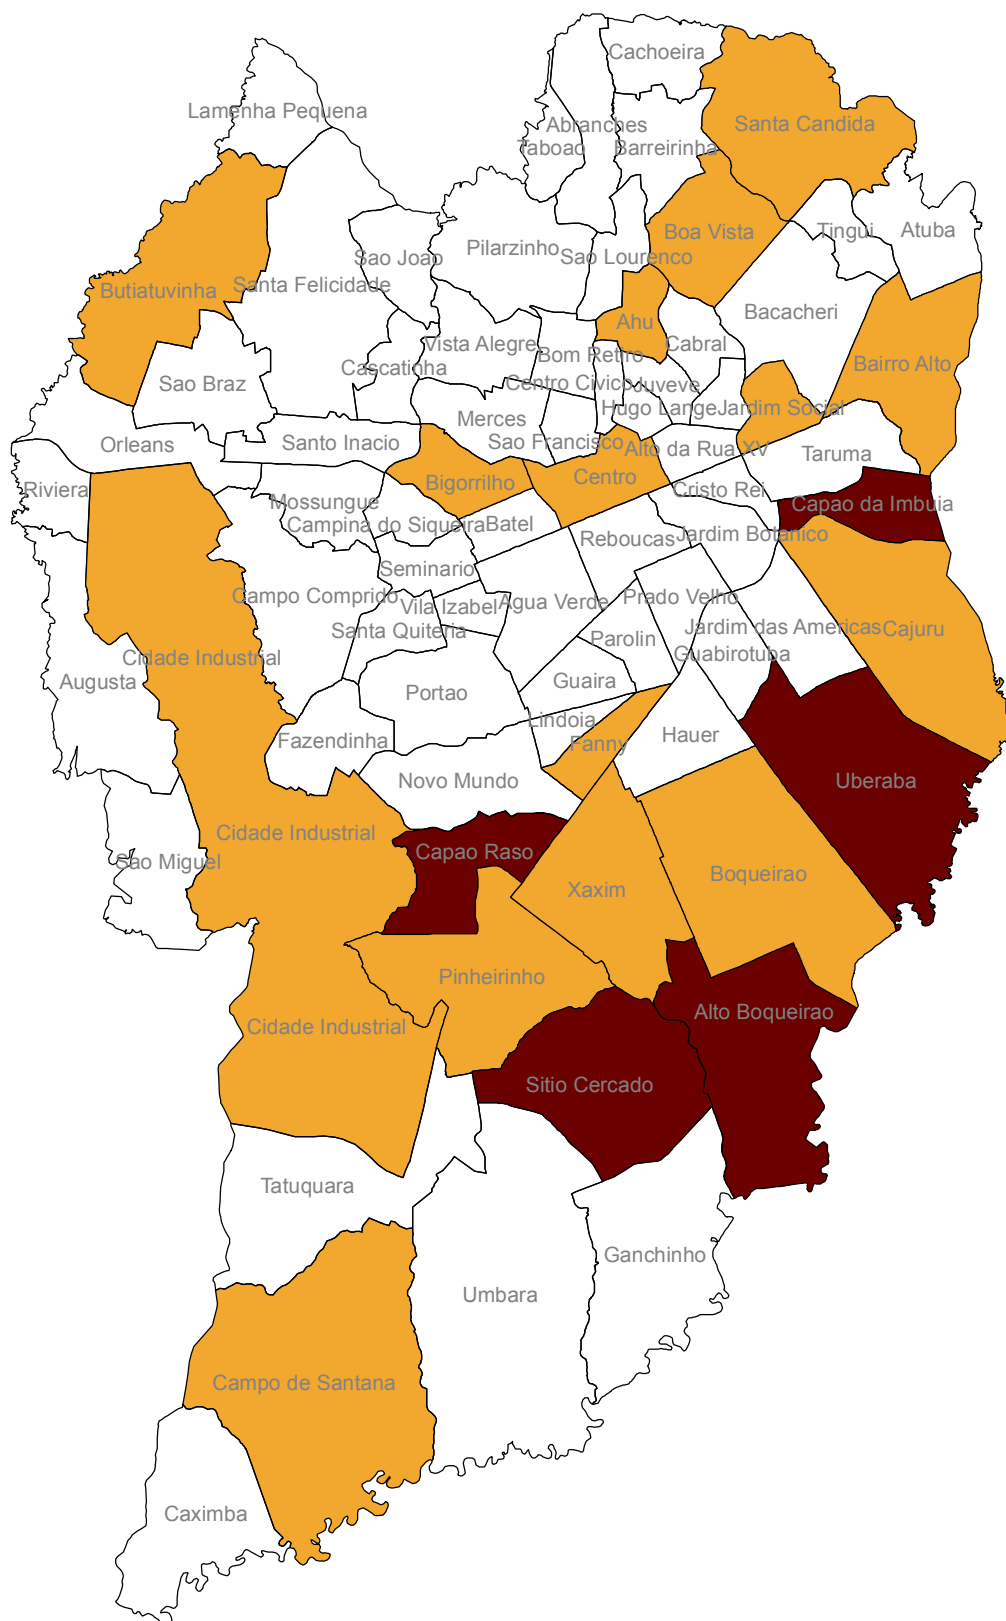 Cachoeira
Lamenha Pequena
Abranches
Santa Candida
Taboao
Barreirinha
Boa Vista
Tingui
Atuba
Pilarzinho
Sao Joao
Sao Lourenco
Butiatuvinha
Santa Felicidade
Bacacheri
Ahu
Cabral
Vista Alegre
Bom Retiro
Bairro Alto
Cascatinha
Sao Braz
Centro Civico
Juveve
Hugo Lange
Jardim Social
Merces
Orleans
Santo Inacio
Sao Francisco
Alto da Rua XV
Taruma
Bigorrilho
Centro
Riviera
Mossungue
Cristo Rei
Capao da Imbuia
Campina do Siqueira
Batel
Reboucas
Jardim Botanico
Seminario
Campo Comprido
Vila Izabel
Agua Verde
Prado Velho
Santa Quiteria
Parolin
Jardim das Americas
Cajuru
Cidade Industrial
Guabirotuba
Augusta
Portao
Guaira
Lindoia
Fazendinha
Fanny
Hauer
Novo Mundo
Uberaba
Cidade Industrial
Sao Miguel
Capao Raso
Xaxim
Boqueirao
Pinheirinho
Alto Boqueirao
Cidade Industrial
Sitio Cercado
Tatuquara
Ganchinho
Umbara
Campo de Santana
Caximba